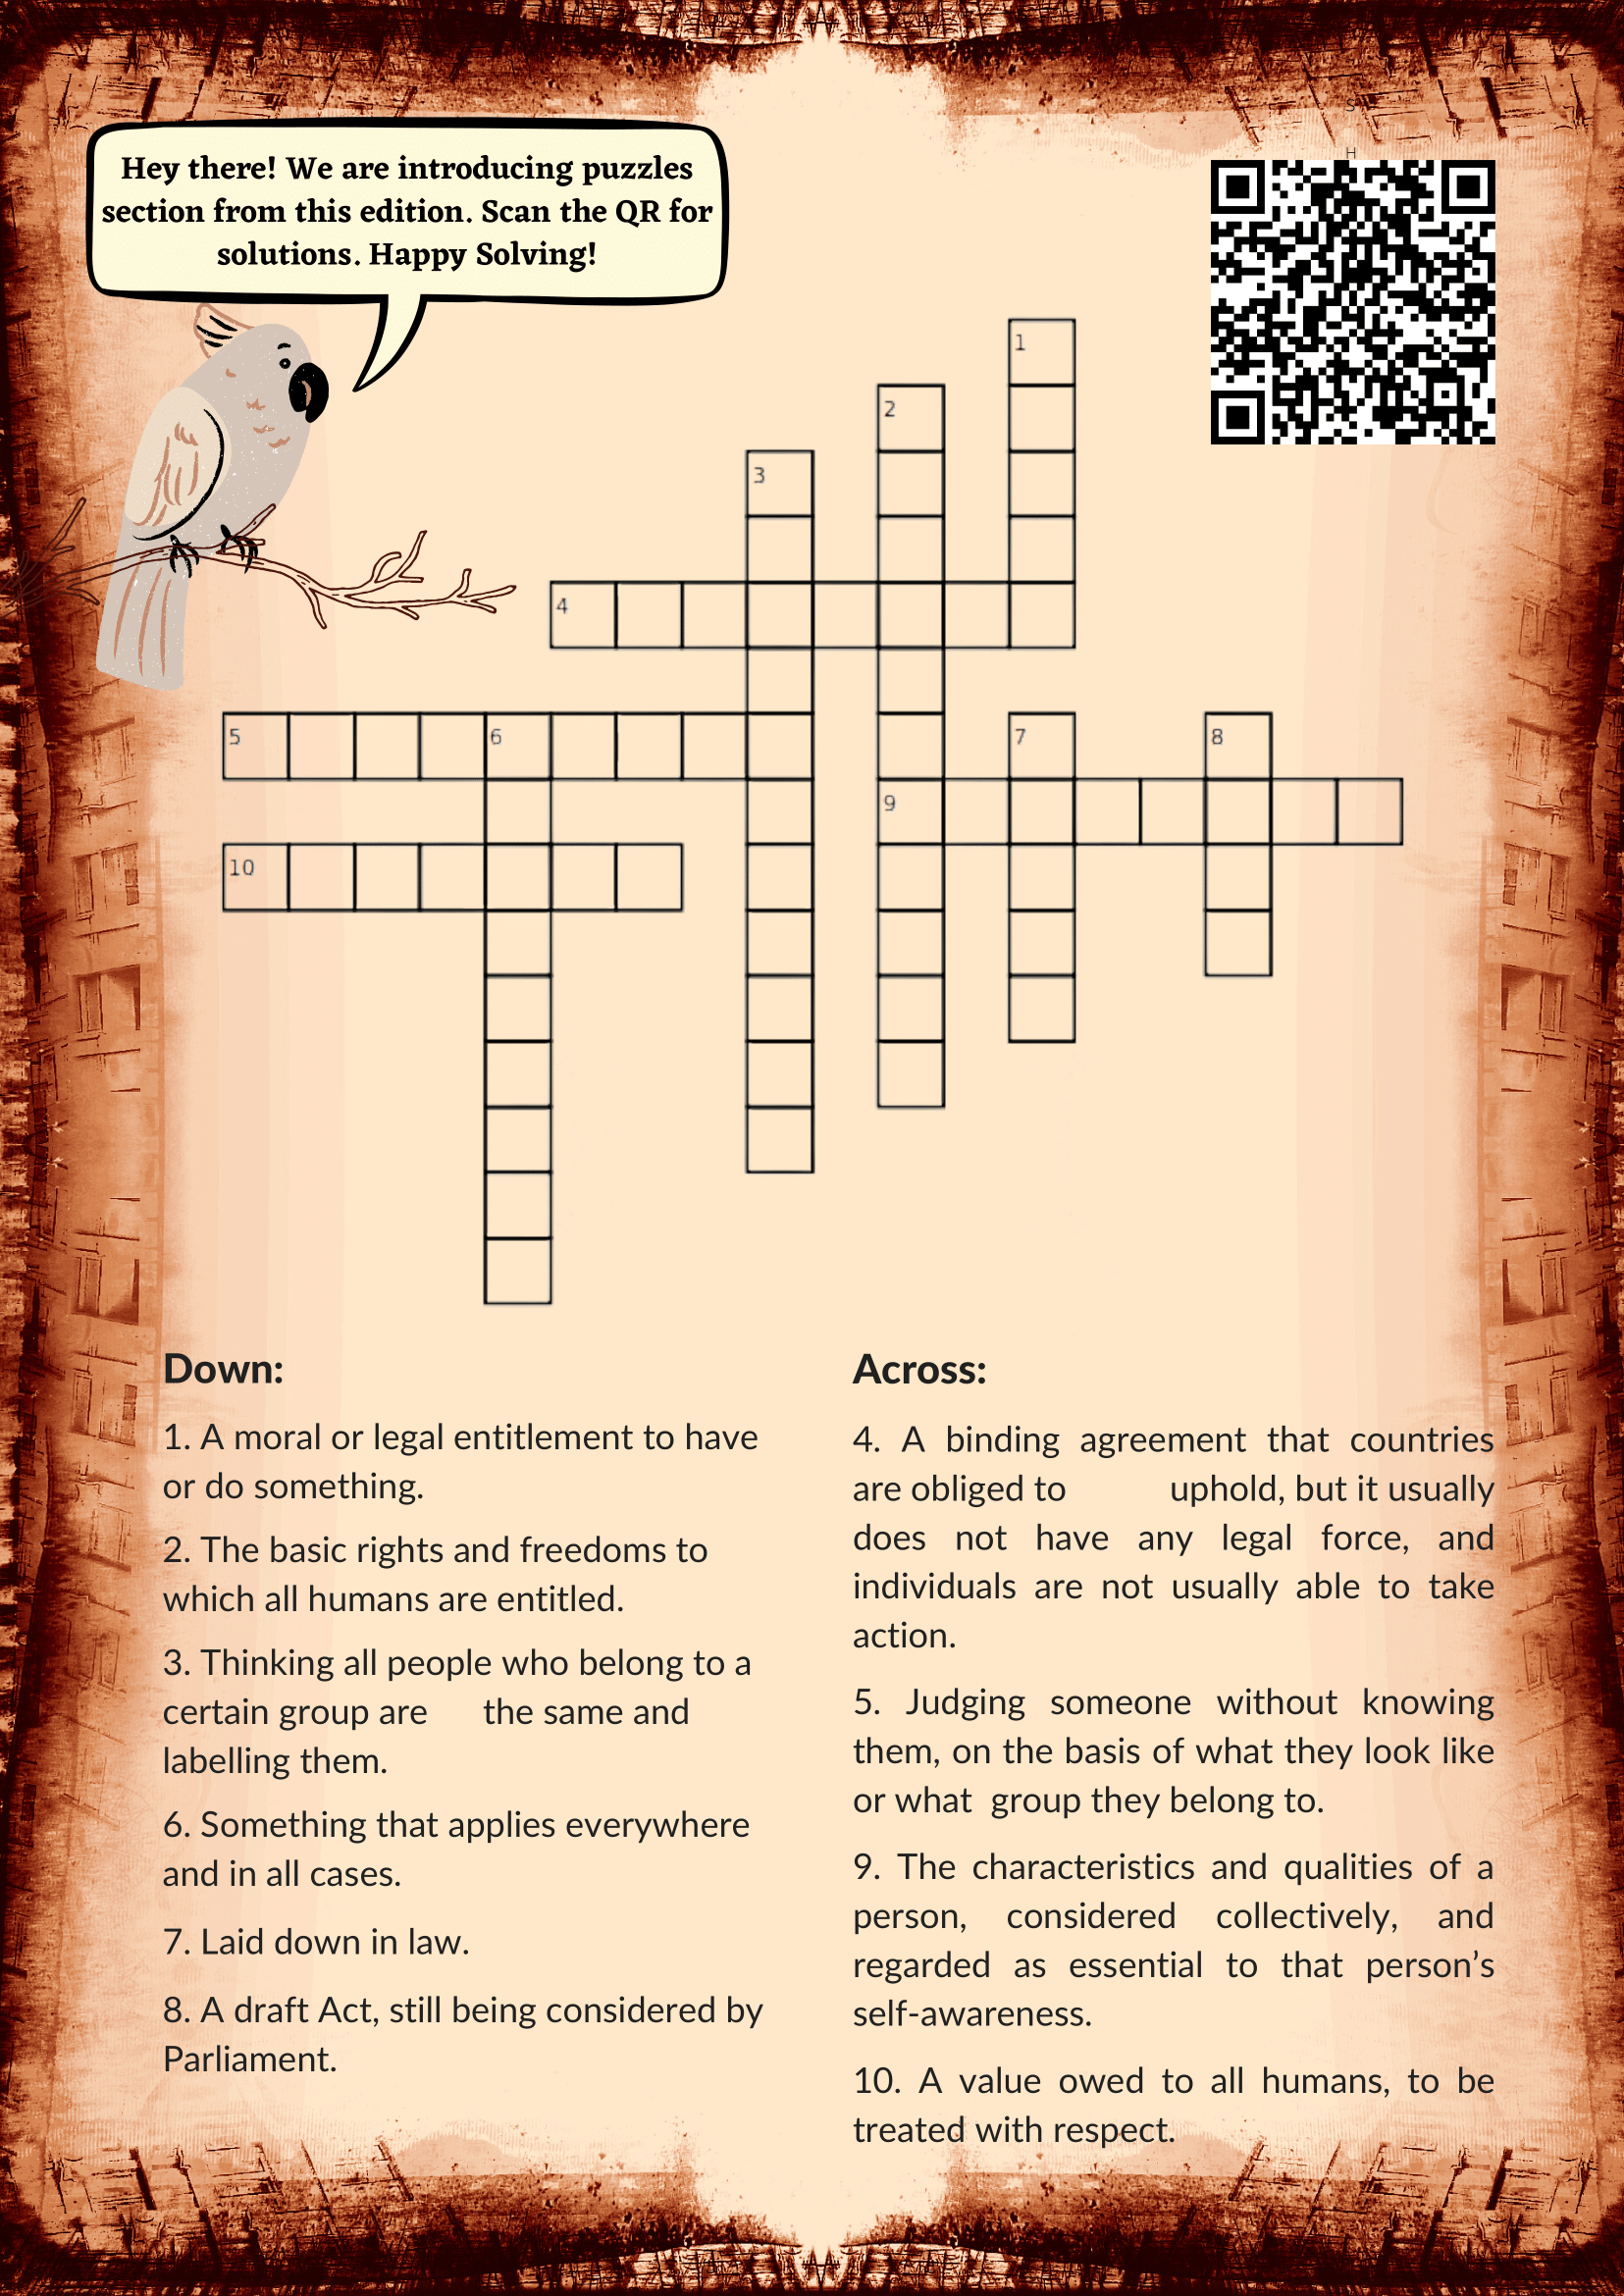 S
H
Hey there! We are introducing puzzles
section from this edition. Scan the QR for
solutions. Happy Solving!
1
2
3
4
5
6
7
8
9
10
Down:
1. A moral or legal entitlement to have
or do something.
2. The basic rights and freedoms to
which all humans are entitled.
3. Thinking all people who belong to a
certain group are the same and
labelling them.
6. Something that applies everywhere
and in all cases.
7. Laid down in law.
8. A draft Act, still being considered by
Parliament.
Across:
4. A binding agreement that countries
are obliged to uphold, but it usually
does not have any legal force, and
individuals are not usually able to take
action.
5. Judging someone without knowing
them, on the basis of what they look like
or what group they belong to.
9. The characteristics and qualities of a
person, considered collectively, and
regarded as essential to that person’s
self-awareness.
10. A value owed to all humans, to be
treated with respect.